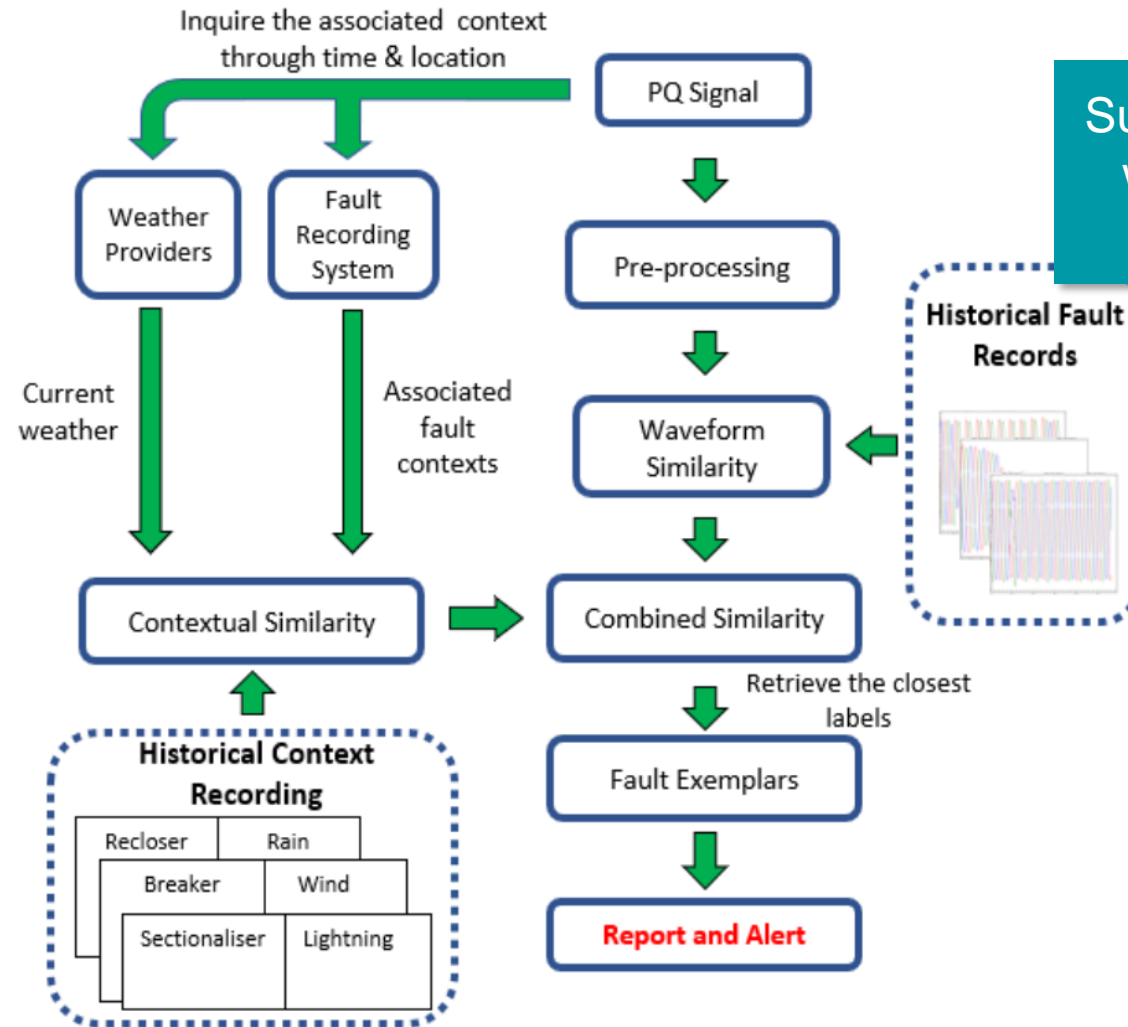 Inquire the associated context
through time & location
PQ Signal
Weather
Providers
Fault
Recording
System
Pre-processing
Historical Fault
Records
Current
weather
Associated
fault
contexts
Waveform
Similarity
Contextual Similarity
Combined Similarity
Retrieve the closest
labels
Historical Context
Recording
Recloser
Rain
Breaker
Wind
Sectionaliser
Lightning
Fault Exemplars
Report and Alert